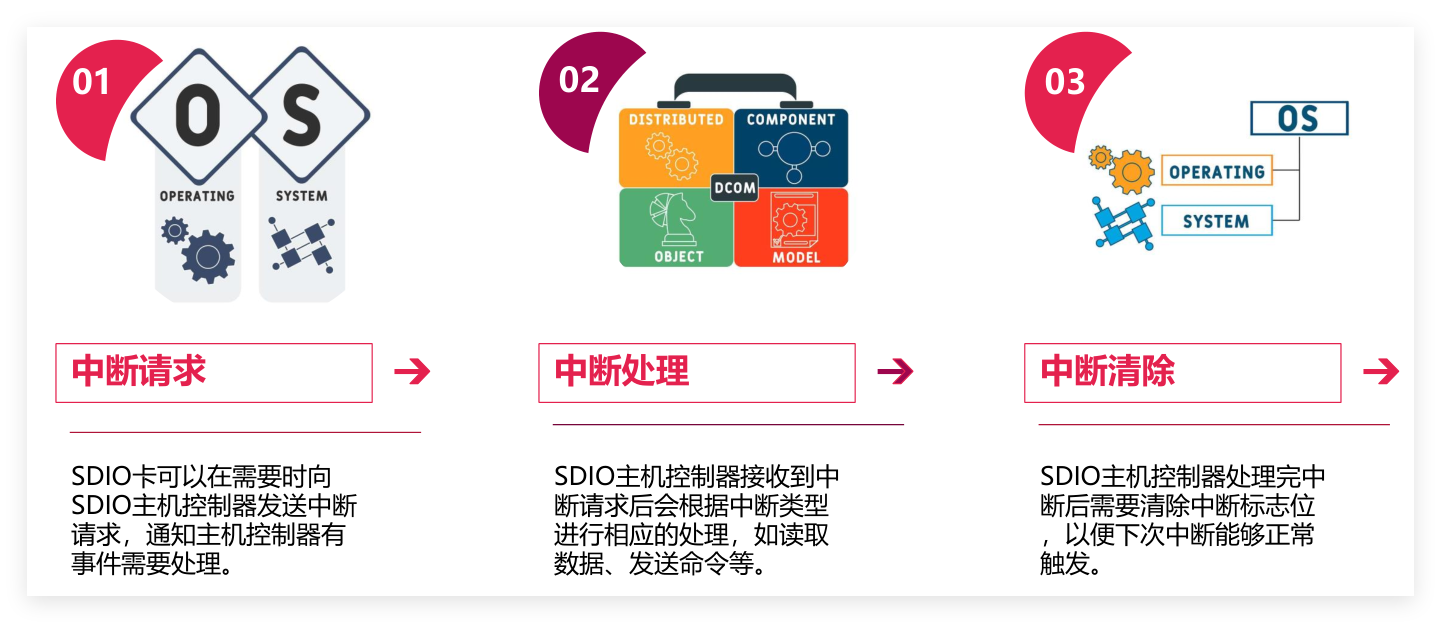 01
O S
OPERATING SYSTEM
中断请求
SDIO卡可以在需要时向
SDIO主机控制器发送中断
请求，通知主机控制器有
事件需要处理。
02
DISTRIBUTED COMPONENT
DCOM
OBJECT MODEL
中断处理
SDIO主机控制器接收到中
断请求后会根据中断类型
进行相应的处理，如读取
数据、发送命令等。
03
OS
OPERATING
SYSTEM
中断清除
SDIO主机控制器处理完中
断后需要清除中断标志位
，以便下次中断能够正常
触发。